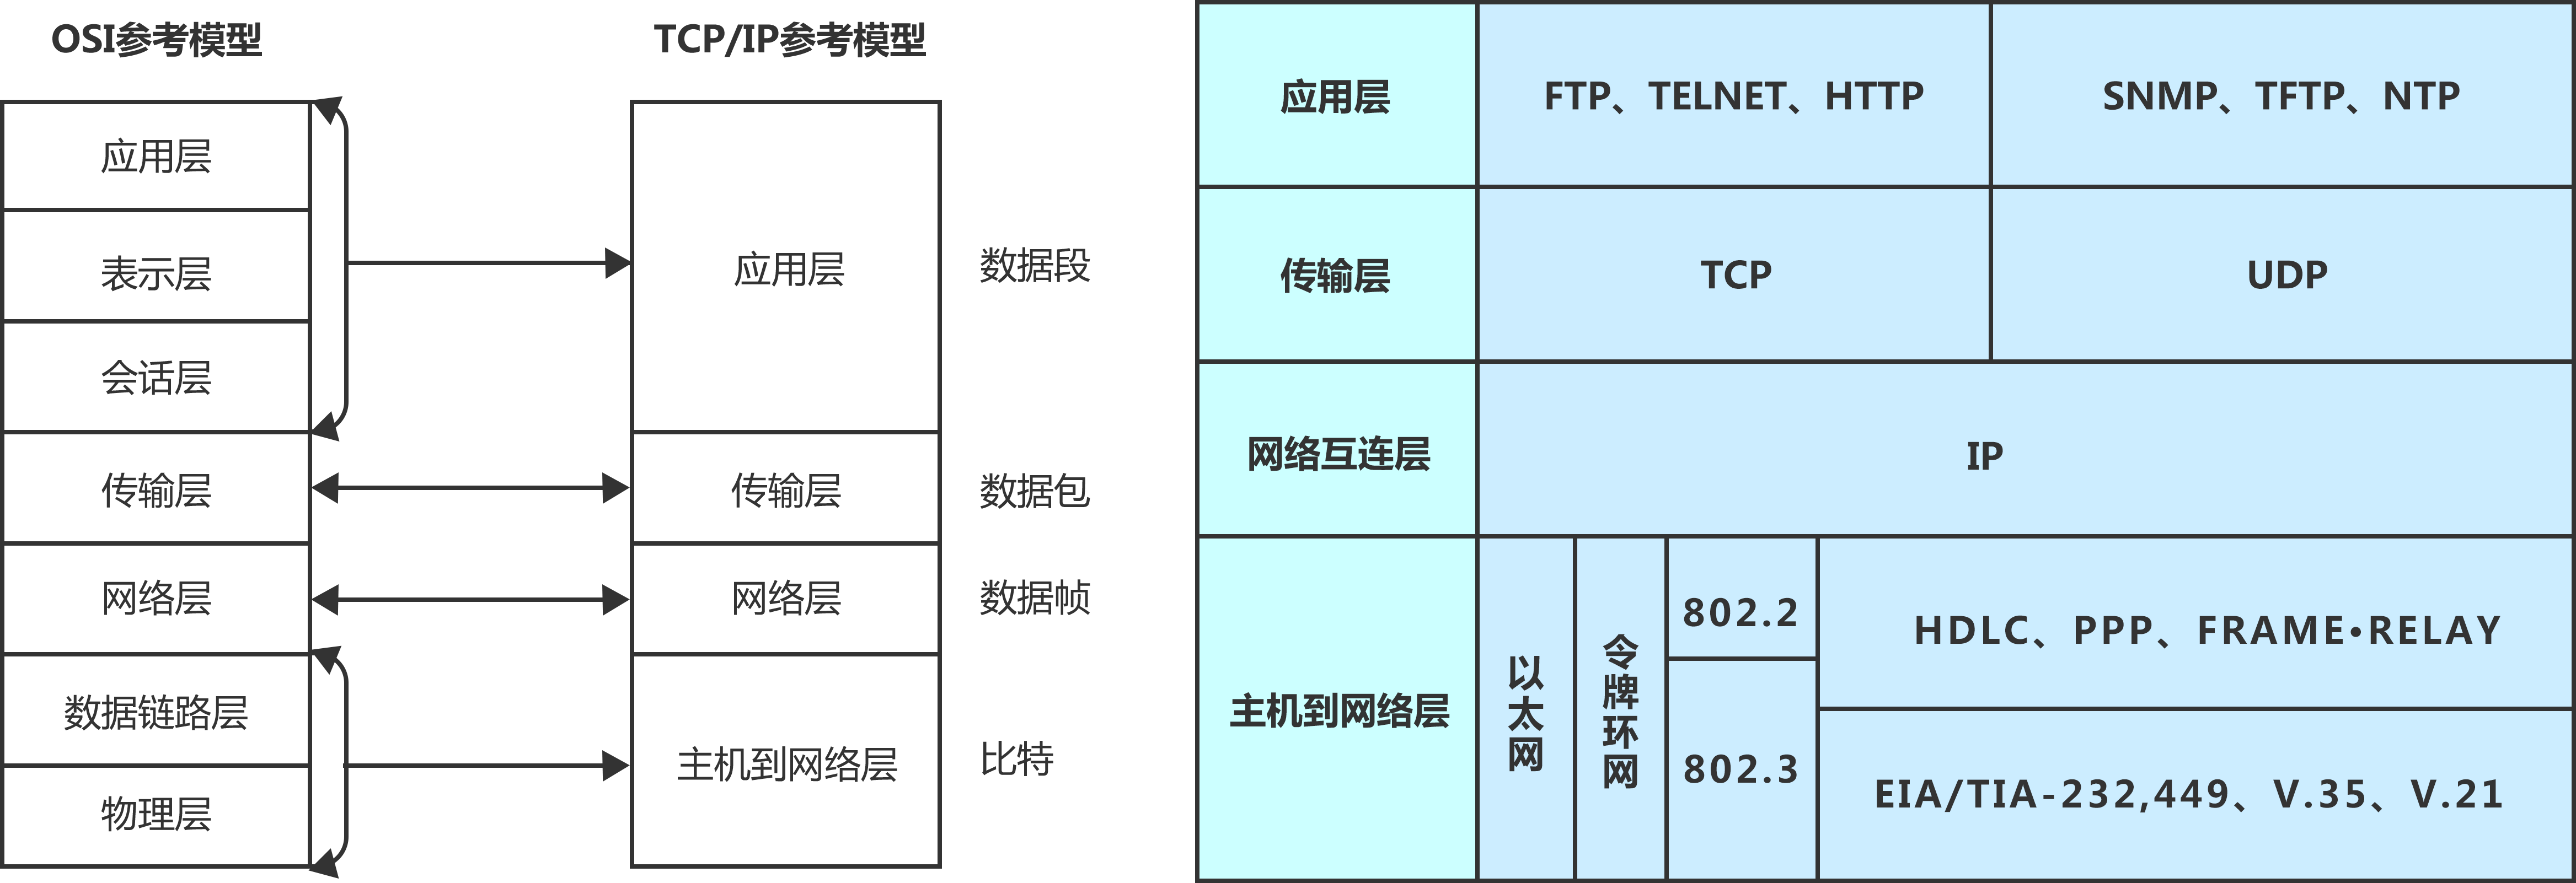 OSI参考模型
应用层
表示层
会话层
传输层
网络层
数据链路层
物理层
TCP/IP参考模型
应用层
传输层
网络层
主机到网络层
数据段
数据包
数据帧
比特
应用层
FTP、TELNET、HTTP
SNMP、TFTP、NTP
传输层
TCP
UDP
网络互连层
IP
主机到网络层
以太网
令牌环网
802.2
802.3
HDLC、PPP、FRAME·RELAY
EIA/TIA-232,449、V.35、V.21